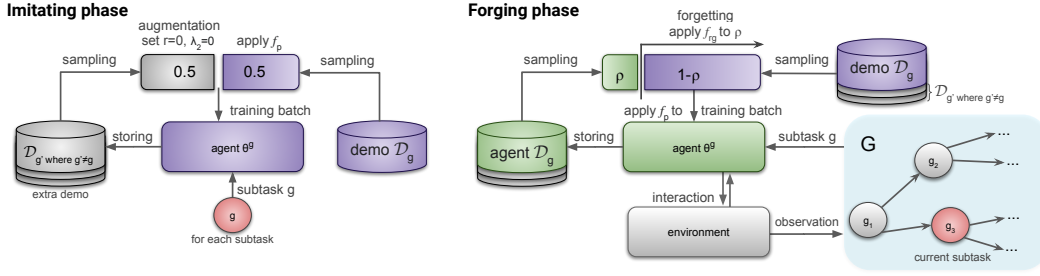 Imitating phase
augmentation
set r=0, λ₂=0
apply fₚ
sampling
0.5
0.5
sampling
training batch
storing
𝒟g' where g'≠g
extra demo
agent θᵍ
demo 𝒟g
subtask g
g
for each subtask
Forging phase
forgetting
apply f_rg to ρ
sampling
ρ
1-ρ
sampling
demo 𝒟g
} 𝒟g' where g'≠g
apply fₚ to
training batch
storing
agent 𝒟g
agent θᵍ
subtask g
G
g₂
...
...
interaction
environment
observation
g₁
g₃
...
...
current subtask